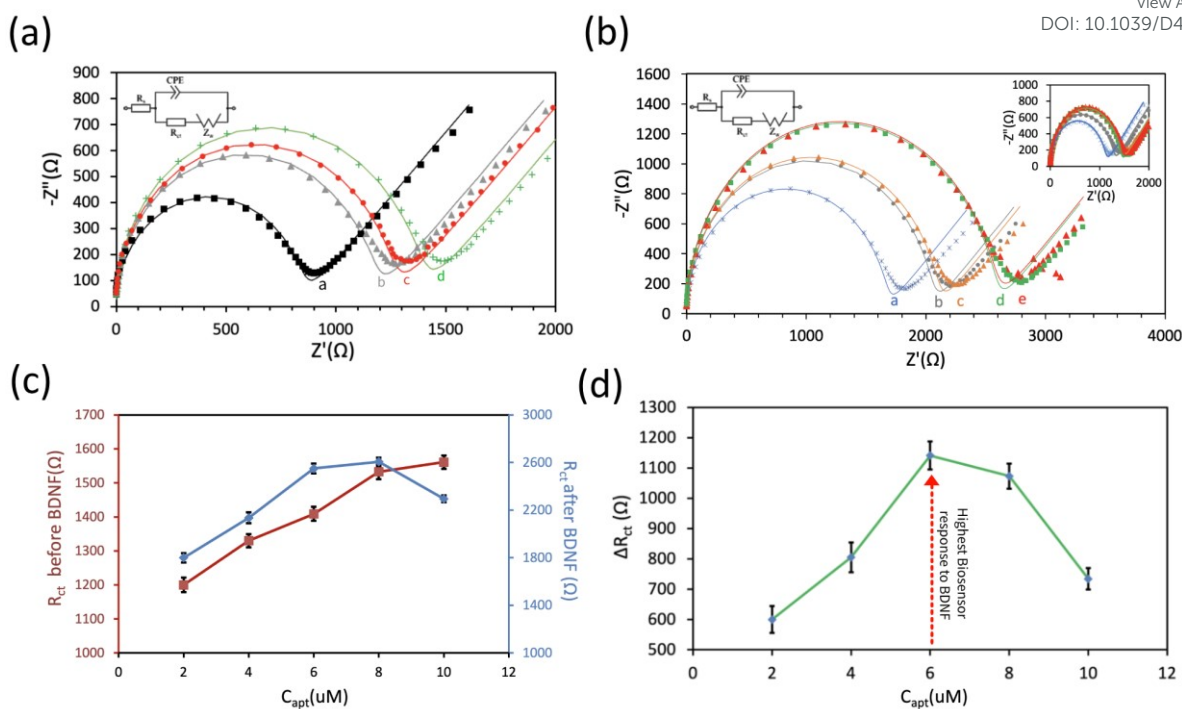 View A
DOI: 10.1039/D4
(a)
900
800
700
600
500
400
300
200
100
0
-Z"(Ω)
CPE
Rs
Rct
Zw
a
b
c
d
0
500
1000
1500
2000
Z'(Ω)
(b)
1600
1400
1200
1000
800
600
400
200
0
-Z"(Ω)
CPE
Rs
Rct
Zw
1000
800
600
400
200
0
-Z"(Ω)
0
1000
2000
Z'(Ω)
a
b
c
d
e
0
1000
2000
3000
4000
Z'(Ω)
(c)
1700
1600
1500
1400
1300
1200
1100
1000
Rct before BDNF(Ω)
3000
2600
2200
1800
1400
1000
Rct after BDNF (Ω)
0
2
4
6
8
10
12
Capt(uM)
(d)
1300
1200
1100
1000
900
800
700
600
500
ΔRct (Ω)
Highest Biosensor
response to BDNF
0
2
4
6
8
10
12
Capt(uM)